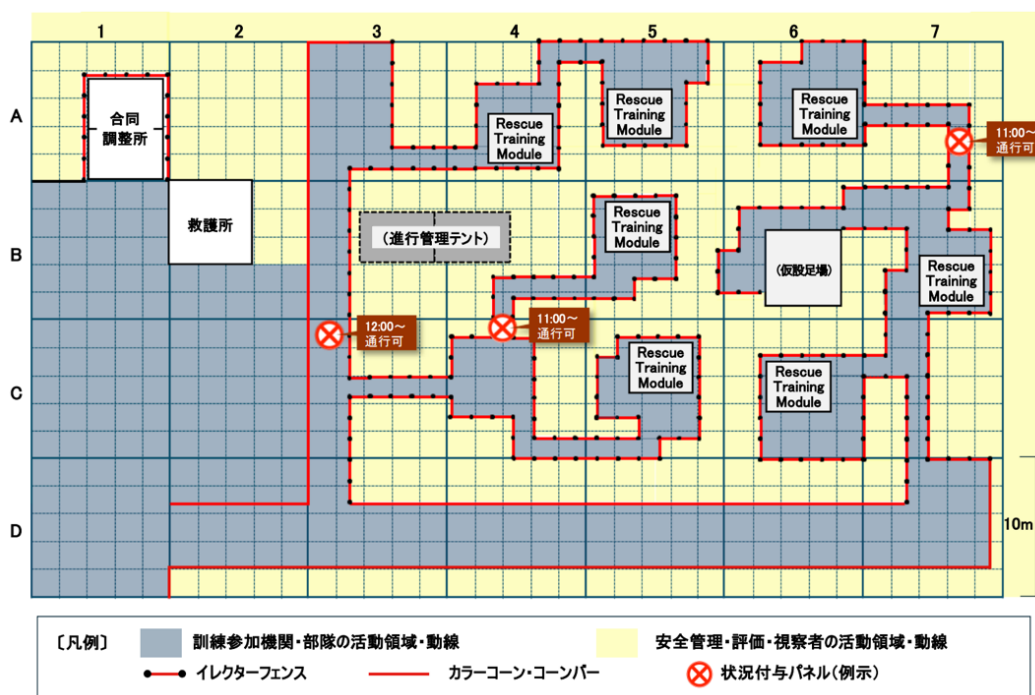 1 2 3 4 5 6 7
A
合同
調整所
Rescue
Training
Module
Rescue
Training
Module
Rescue
Training
Module
11:00～
通行可
B
救護所
(進行管理テント)
Rescue
Training
Module
(仮設足場)
Rescue
Training
Module
C
12:00～
通行可
11:00～
通行可
Rescue
Training
Module
Rescue
Training
Module
D
10m
〔凡例〕
訓練参加機関・部隊の活動領域・動線
安全管理・評価・視察者の活動領域・動線
イレクターフェンス
カラーコーン・コーンバー
状況付与パネル(例示)